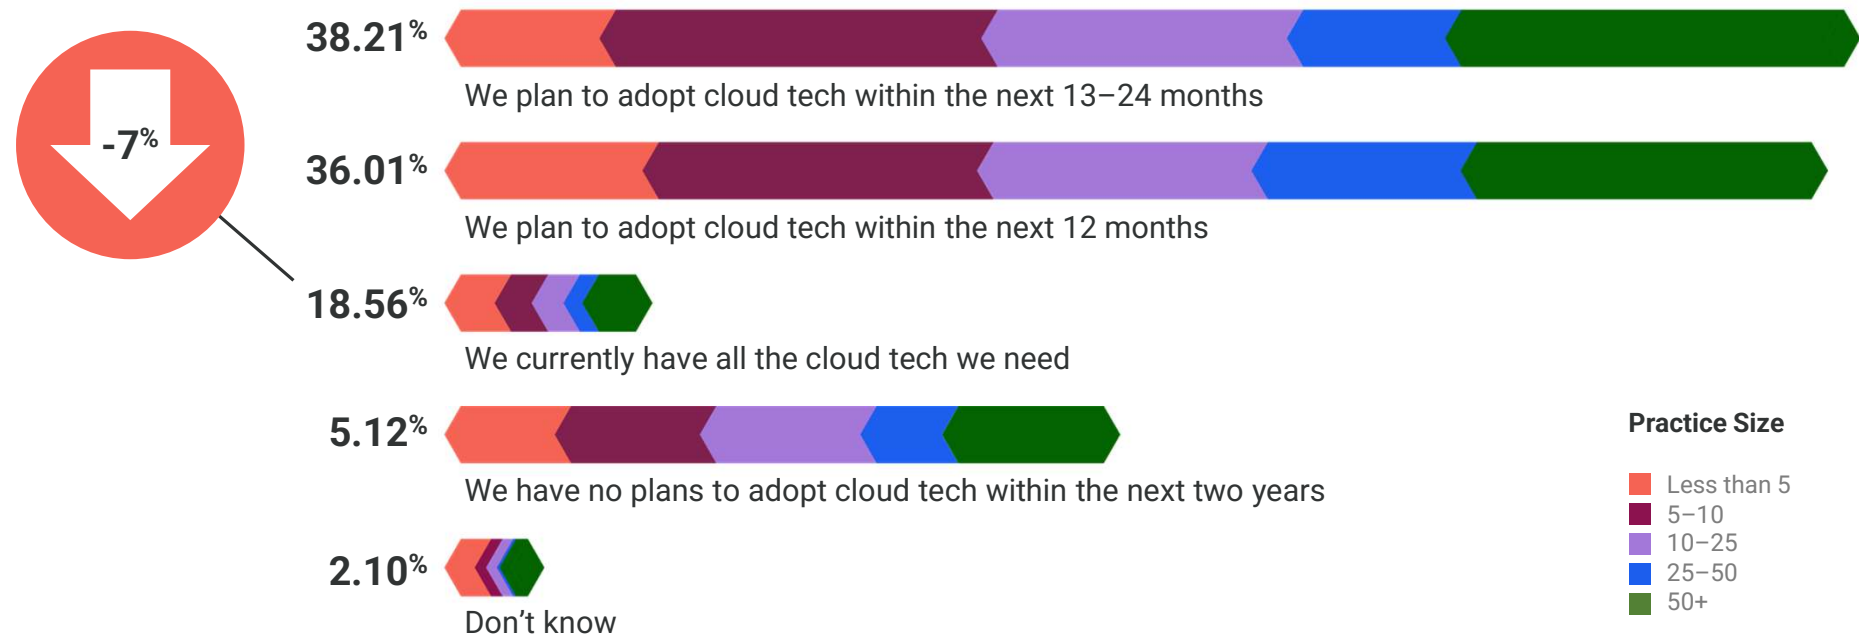 -7%
38.21%
We plan to adopt cloud tech within the next 13–24 months
36.01%
We plan to adopt cloud tech within the next 12 months
18.56%
We currently have all the cloud tech we need
5.12%
We have no plans to adopt cloud tech within the next two years
2.10%
Don’t know
Practice Size
Less than 5
5–10
10–25
25–50
50+